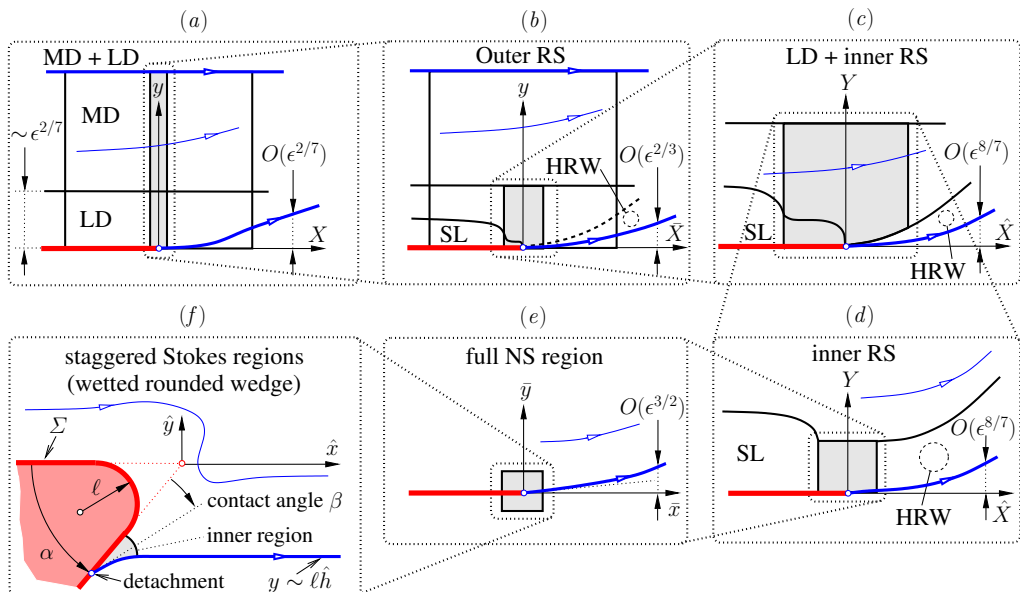 (a)
MD + LD
y
MD
∼ ϵ^{2/7}
O(ϵ^{2/7})
LD
X
(b)
Outer RS
y
O(ϵ^{2/3})
HRW
SL
X̄
(c)
LD + inner RS
Y
O(ϵ^{8/7})
SL
X̂
HRW
(f)
staggered Stokes regions
(wetted rounded wedge)
Σ
ŷ
x̂
ℓ
contact angle β
inner region
α
y ∼ ℓĥ
detachment
(e)
full NS region
ȳ
O(ϵ^{3/2})
x̄
(d)
inner RS
Y
O(ϵ^{8/7})
SL
HRW
X̂